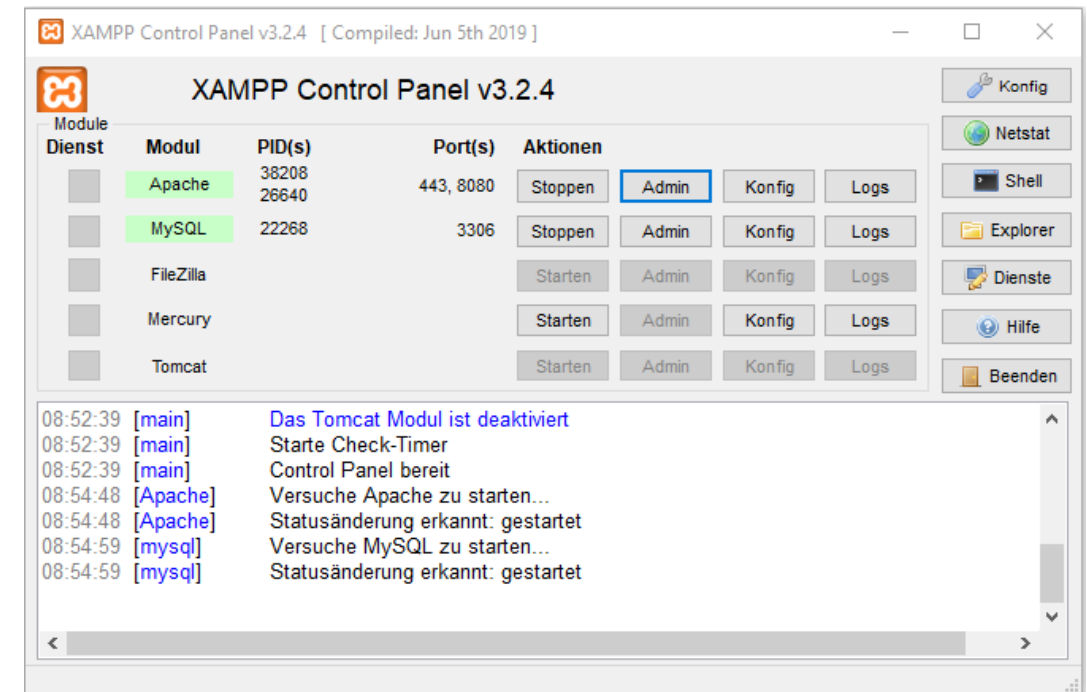 XAMPP Control Panel v3.2.4 [ Compiled: Jun 5th 2019 ]
XAMPP Control Panel v3.2.4
Konfig
Module
Dienst Modul PID(s) Port(s) Aktionen
Netstat
Apache 38208 26640 443, 8080 Stoppen Admin Konfig Logs
Shell
MySQL 22268 3306 Stoppen Admin Konfig Logs
Explorer
FileZilla Starten Admin Konfig Logs
Dienste
Mercury Starten Admin Konfig Logs
Hilfe
Tomcat Starten Admin Konfig Logs
Beenden
08:52:39 [main] Das Tomcat Modul ist deaktiviert
08:52:39 [main] Starte Check-Timer
08:52:39 [main] Control Panel bereit
08:54:48 [Apache] Versuche Apache zu starten...
08:54:48 [Apache] Statusänderung erkannt: gestartet
08:54:59 [mysql] Versuche MySQL zu starten...
08:54:59 [mysql] Statusänderung erkannt: gestartet